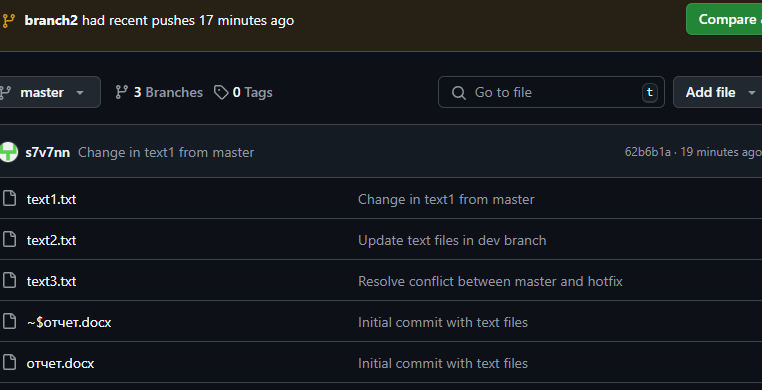 branch2 had recent pushes 17 minutes ago
Compare
master 3 Branches 0 Tags Go to file t Add file
s7v7nn Change in text1 from master 62b6b1a · 19 minutes ago
text1.txt Change in text1 from master
text2.txt Update text files in dev branch
text3.txt Resolve conflict between master and hotfix
~$отчет.docx Initial commit with text files
отчет.docx Initial commit with text files